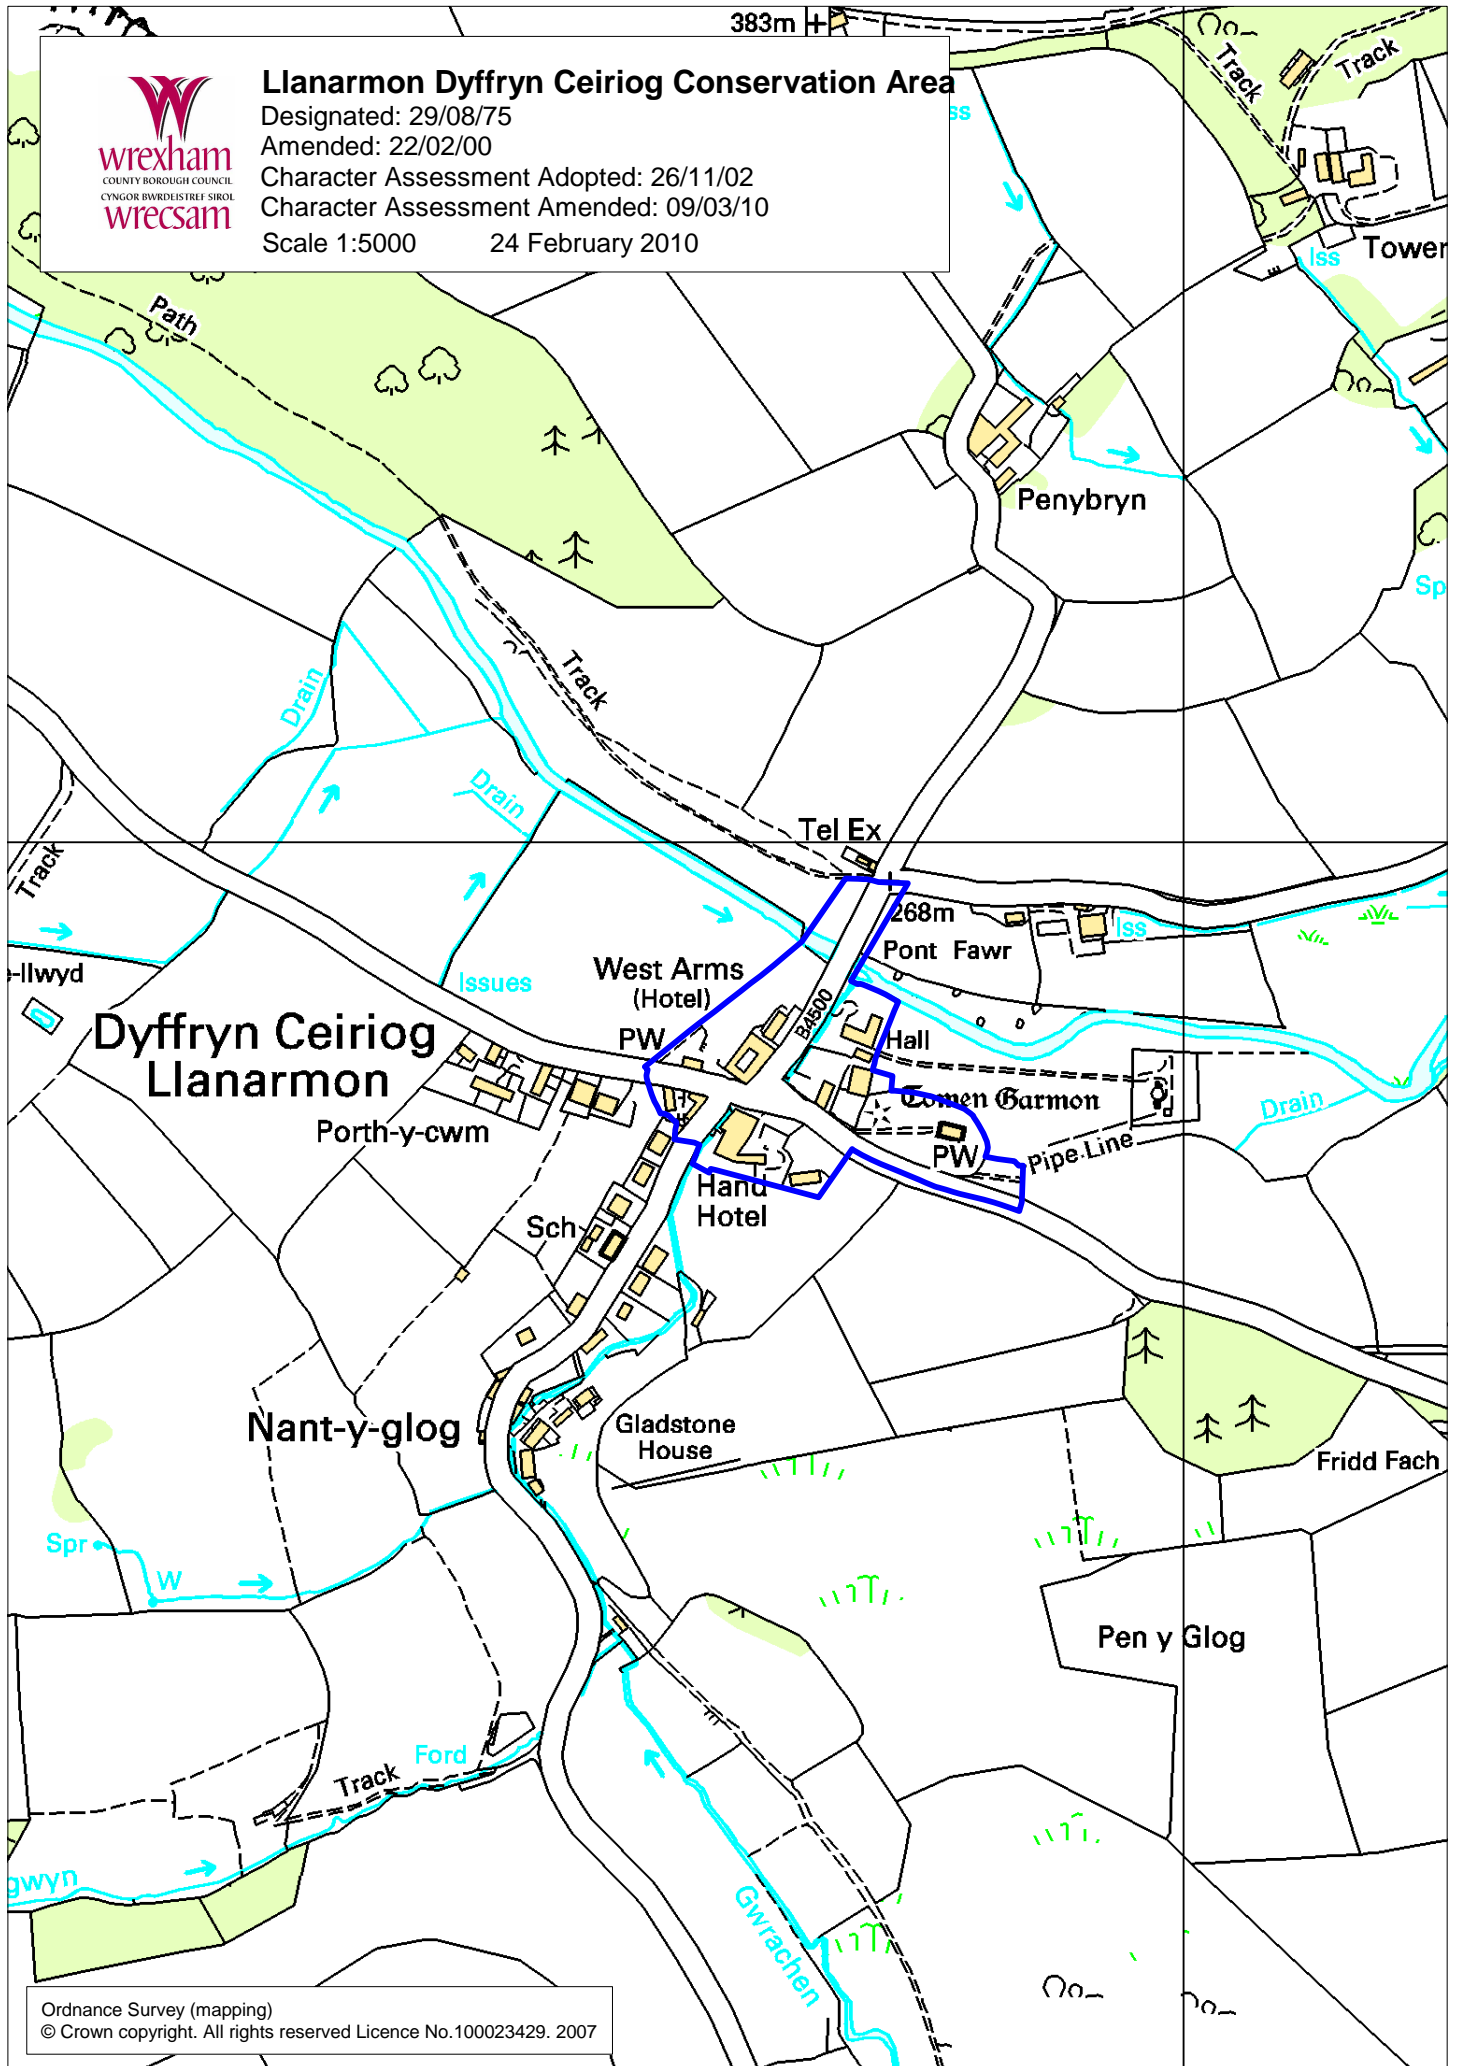 383m
wrexham
COUNTY BOROUGH COUNCIL
CYNGOR BWRDEISTREF SIROL
wrecsam
Llanarmon Dyffryn Ceiriog Conservation Area
Designated: 29/08/75
Amended: 22/02/00
Character Assessment Adopted: 26/11/02
Character Assessment Amended: 09/03/10
Scale 1:5000 24 February 2010
Track
Track
Iss
Tower
Path
Penybryn
Sp
Track
Drain
Drain
Tel Ex
Track
268m
Pont Fawr
Iss
West Arms
(Hotel)
Issues
B4500
PW
Hall
Dyffryn Ceiriog
Llanarmon
Tomen Garmon
Drain
Porth-y-cwm
PW
Pipe Line
Hand
Hotel
Sch
Nant-y-glog
Gladstone
House
Fridd Fach
Spr
W
Pen y Glog
Ford
Track
gwyn
Gwrachen
Ordnance Survey (mapping)
© Crown copyright. All rights reserved Licence No.100023429. 2007